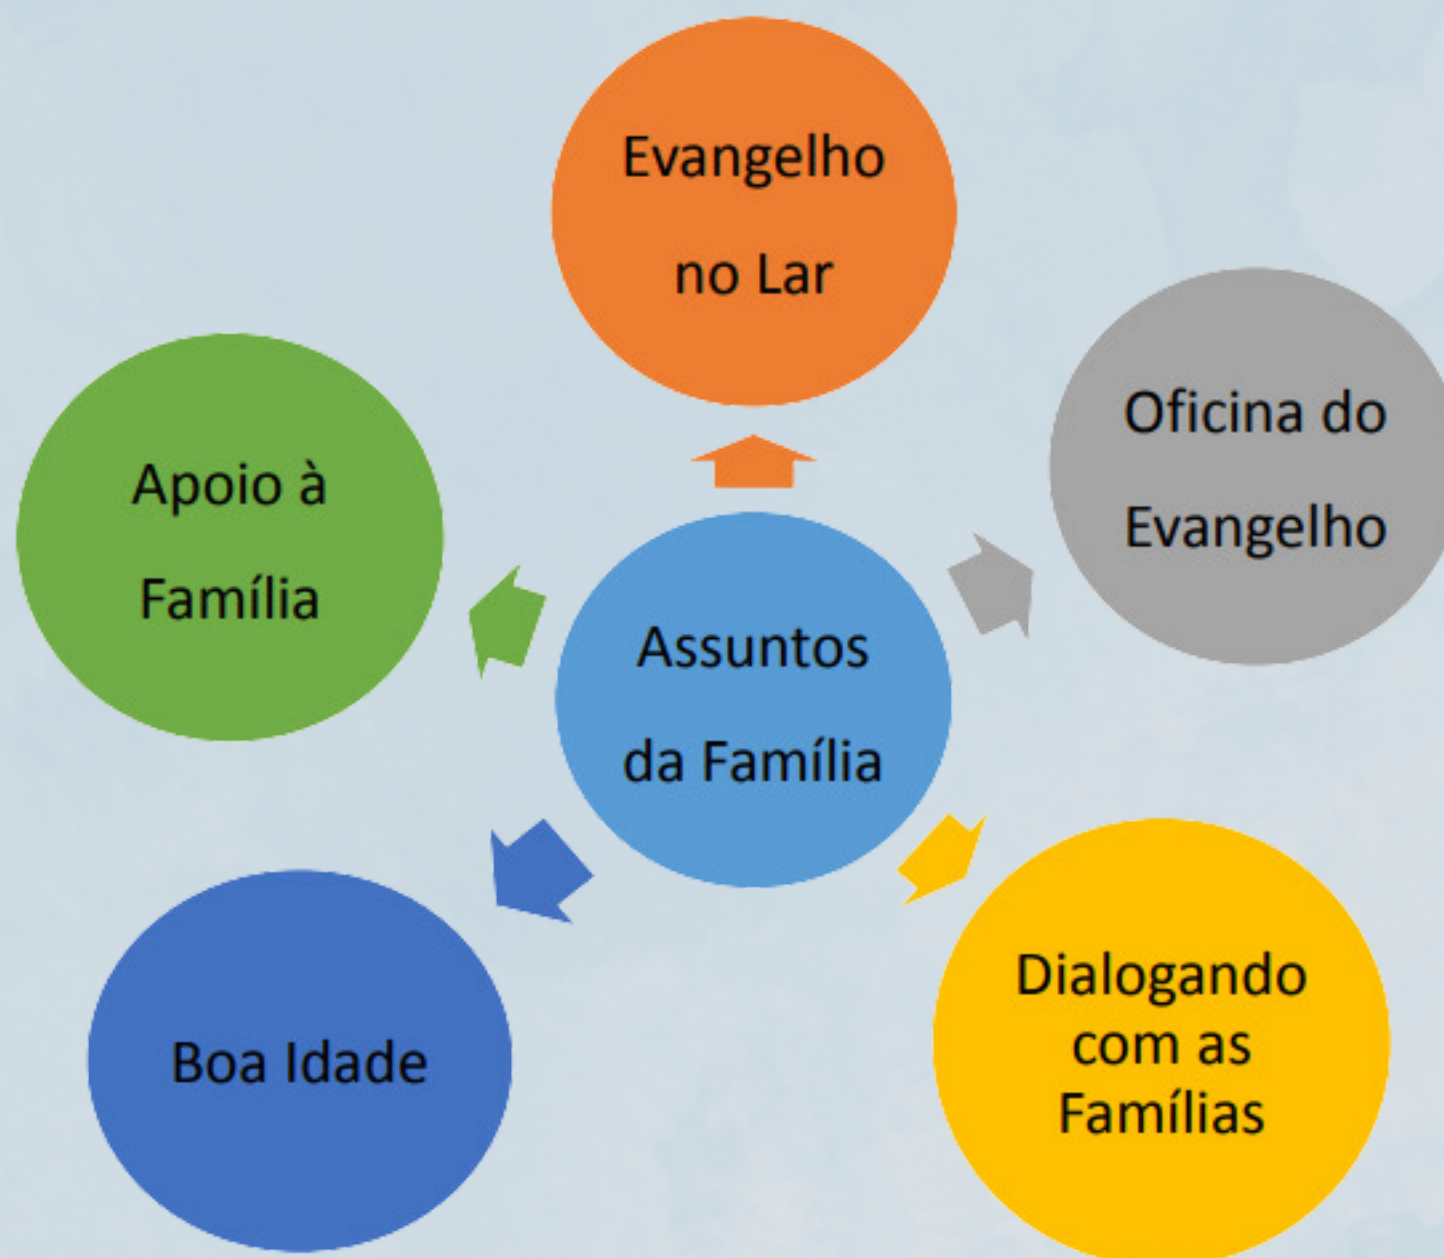 Evangelho
no Lar
Oficina do
Evangelho
Apoio à
Família
Assuntos
da Família
Dialogando
com as
Famílias
Boa Idade